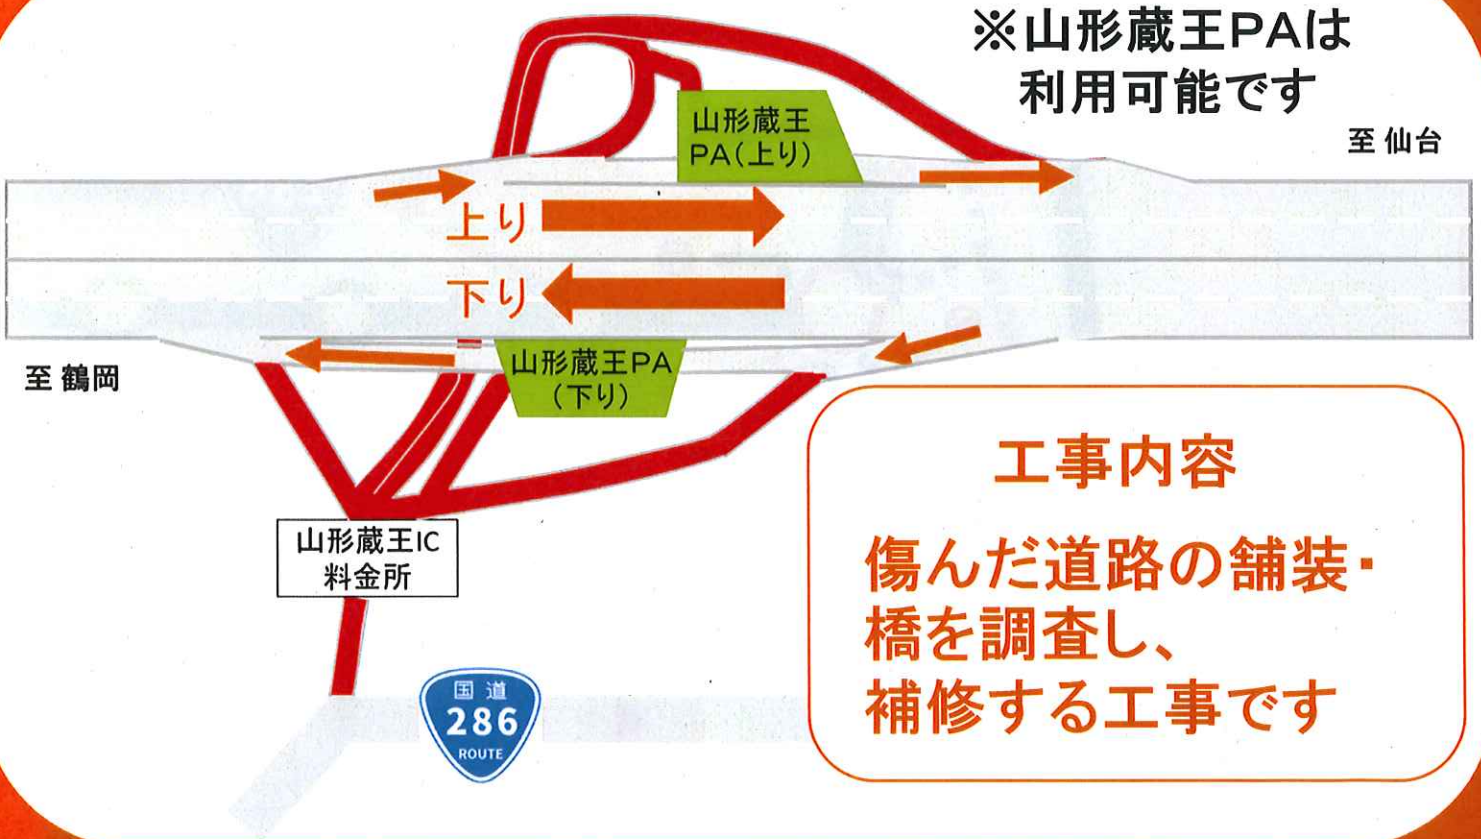 ※山形蔵王PAは
利用可能です
至 仙台
山形蔵王
PA(上り)
上り
下り
至 鶴岡
山形蔵王PA
(下り)
山形蔵王IC
料金所
国道
286
ROUTE
工事内容
傷んだ道路の舗装・
橋を調査し、
補修する工事です